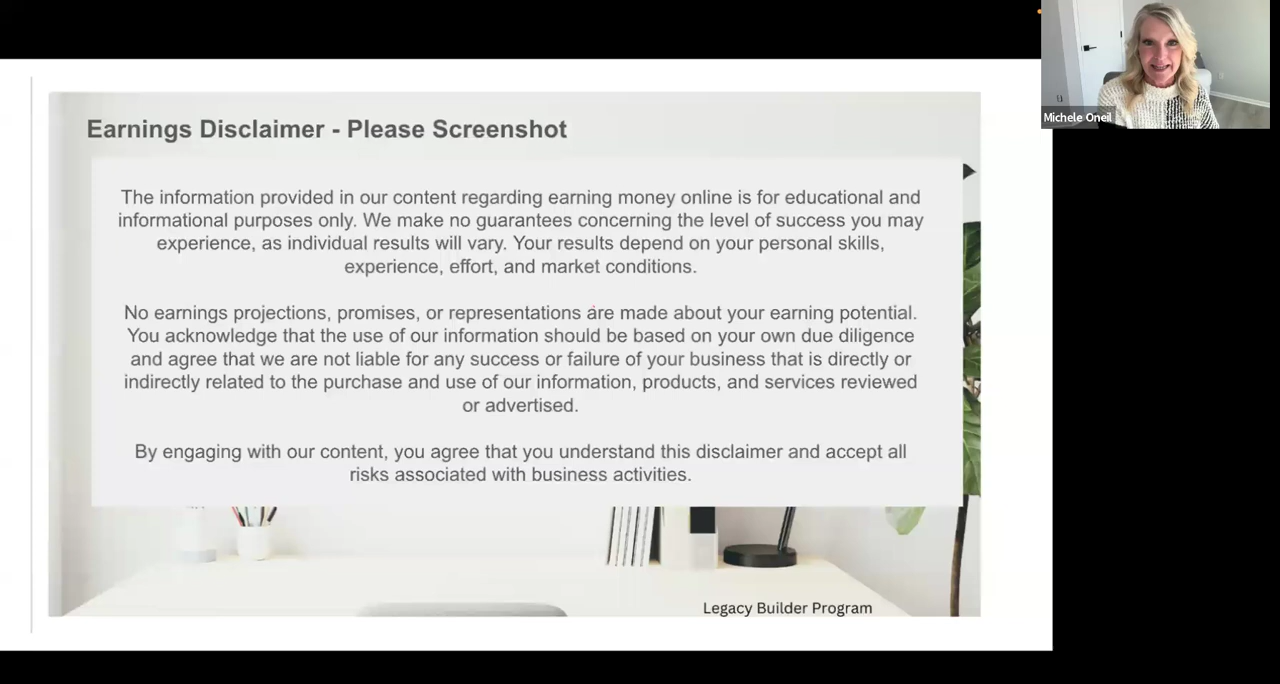 Michele Oneil
Earnings Disclaimer - Please Screenshot
The information provided in our content regarding earning money online is for educational and
informational purposes only. We make no guarantees concerning the level of success you may
experience, as individual results will vary. Your results depend on your personal skills,
experience, effort, and market conditions.
No earnings projections, promises, or representations are made about your earning potential.
You acknowledge that the use of our information should be based on your own due diligence
and agree that we are not liable for any success or failure of your business that is directly or
indirectly related to the purchase and use of our information, products, and services reviewed
or advertised.
By engaging with our content, you agree that you understand this disclaimer and accept all
risks associated with business activities.
Legacy Builder Program